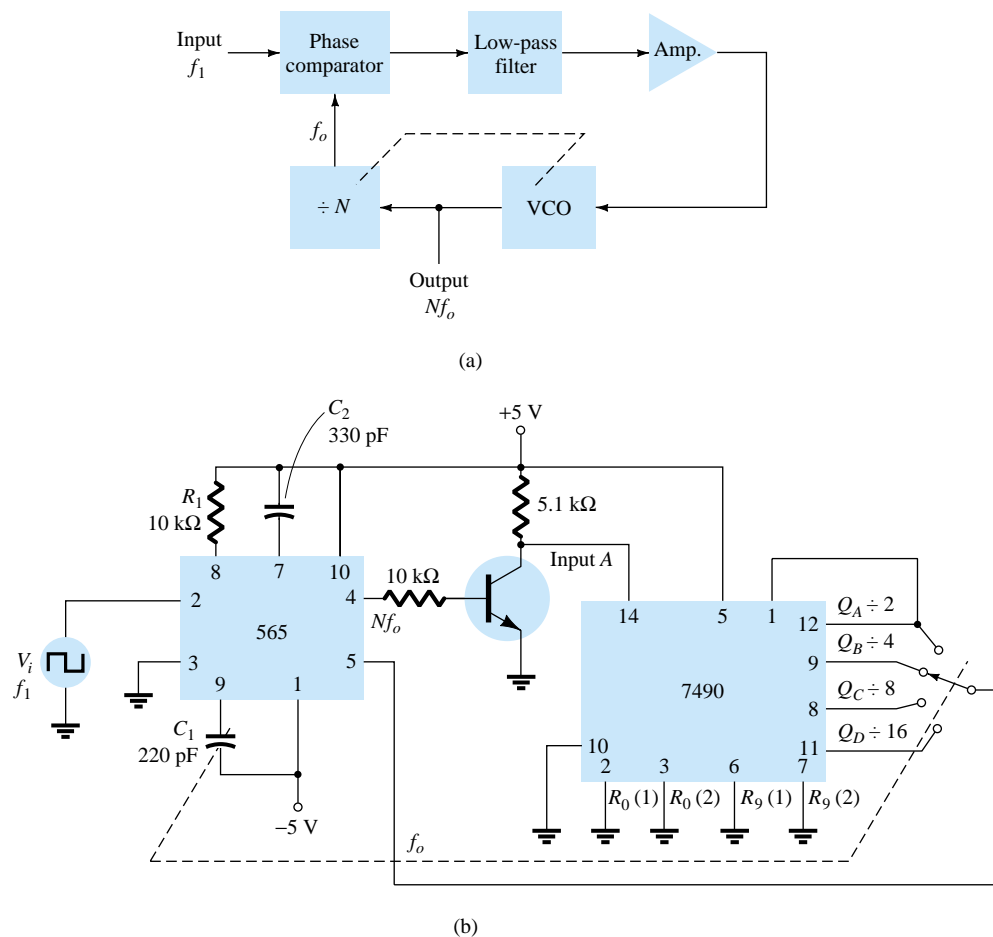 Input
f1
Phase
comparator
Low-pass
filter
Amp.
fo
÷ N
VCO
Output
Nfo
(a)
C2
330 pF
+5 V
R1
10 kΩ
5.1 kΩ
Input A
8
7
10
2
4
10 kΩ
Nfo
565
3
5
9
1
Vi
f1
C1
220 pF
−5 V
fo
14
5
1
12
QA ÷ 2
9
QB ÷ 4
7490
8
QC ÷ 8
11
QD ÷ 16
10
2
3
6
7
R0 (1)
R0 (2)
R9 (1)
R9 (2)
(b)